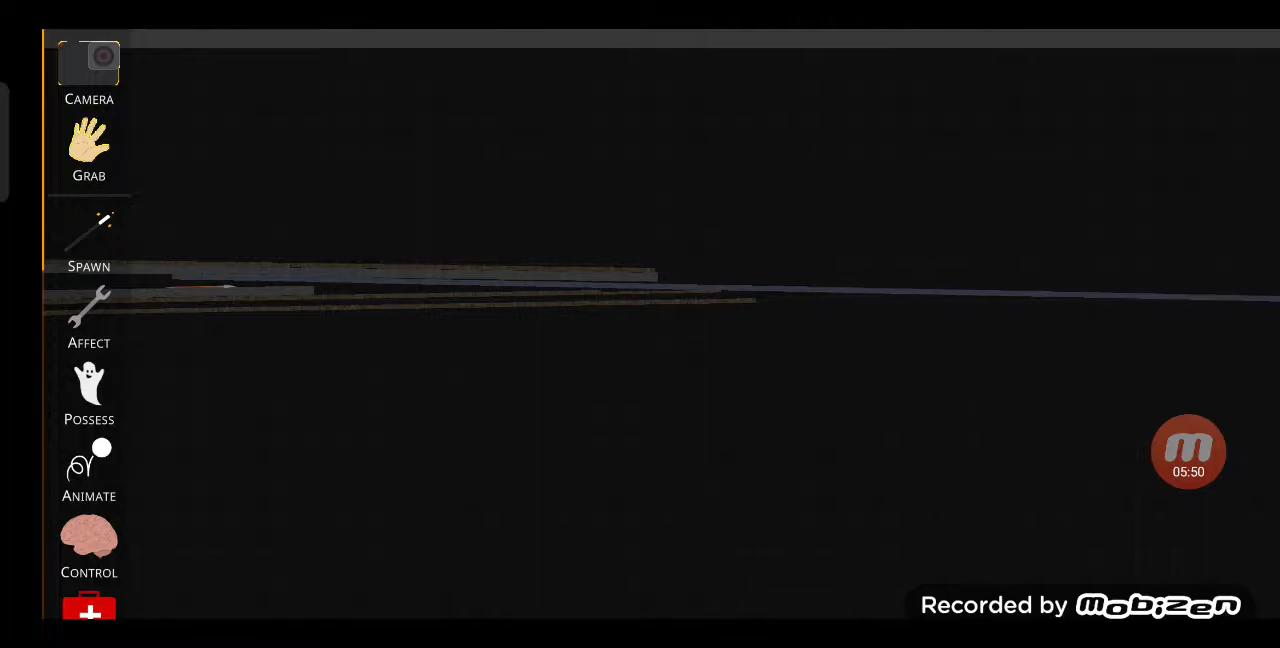 CAMERA
GRAB
SPAWN
AFFECT
POSSESS
ANIMATE
CONTROL
m
05:50
Recorded by mobizen